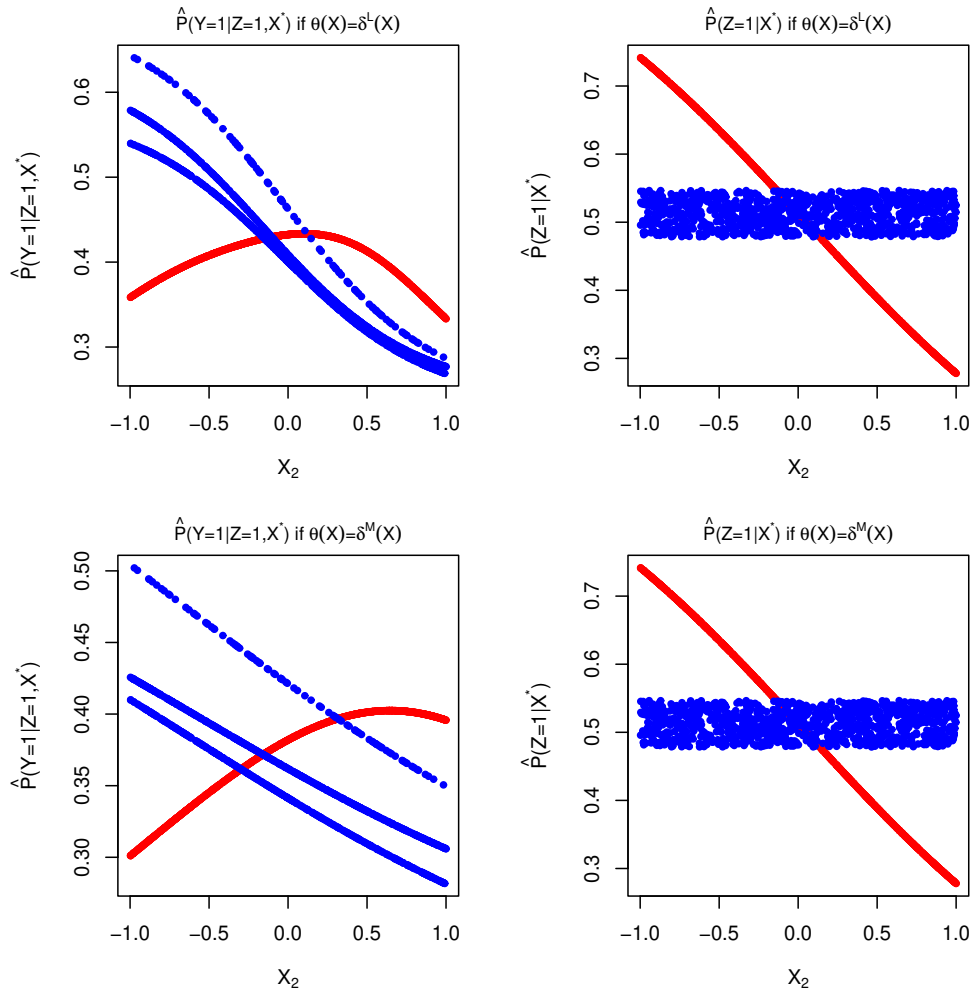 P̂(Y=1|Z=1,X*) if θ(X)=δᴸ(X)
P̂(Y=1|Z=1,X*)
0.6
0.5
0.4
0.3
−1.0 −0.5 0.0 0.5 1.0
X₂
P̂(Z=1|X*) if θ(X)=δᴸ(X)
P̂(Z=1|X*)
0.7
0.6
0.5
0.4
0.3
−1.0 −0.5 0.0 0.5 1.0
X₂
P̂(Y=1|Z=1,X*) if θ(X)=δᴹ(X)
P̂(Y=1|Z=1,X*)
0.50
0.45
0.40
0.35
0.30
−1.0 −0.5 0.0 0.5 1.0
X₂
P̂(Z=1|X*) if θ(X)=δᴹ(X)
P̂(Z=1|X*)
0.7
0.6
0.5
0.4
0.3
−1.0 −0.5 0.0 0.5 1.0
X₂